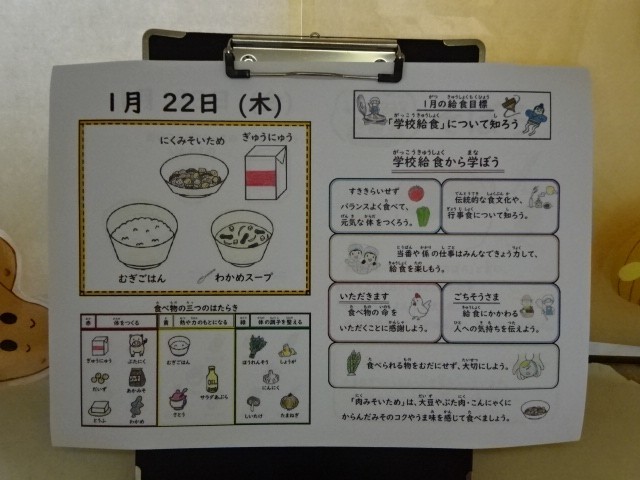 1月 22日 (木)
にくみそいため
ぎゅうにゅう
むぎごはん
わかめスープ
食べ物の三つのはたらき
赤 体をつくる
黄 熱や力のもとになる
緑 体の調子を整える
ぎゅうにゅう
ぶたにく
だいず
あかみそ
とうふ
わかめ
むぎごはん
サラダあぶら
さとう
ほうれんそう
しょうが
にんにく
しいたけ
たまねぎ
1月の給食目標
「学校給食」について知ろう
学校給食から学ぼう
すききらいせず
バランスよく食べて、
元気な体をつくろう。
伝統的な食文化や、
行事食について知ろう。
当番や係の仕事はみんなできょう力して、
給食を楽しもう。
いただきます
食べ物の命を
いただくことに感謝しよう。
ごちそうさま
給食にかかわる
人への気持ちを伝えよう。
食べられる物をむだにせず、大切にしよう。
「肉みそいため」は、大豆やぶた肉・こんにゃくに
からんだみそのコクやうま味を感じて食べましょう。